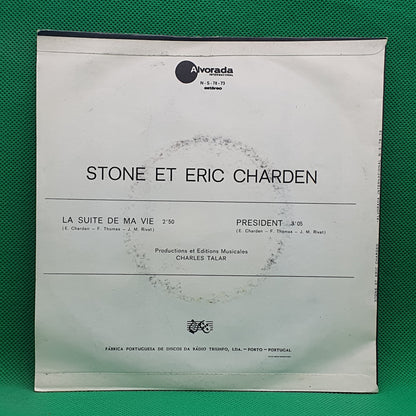 Alvorada
INTERNATIONAL
N - S - 78 - 73
estéreo
STONE ET ERIC CHARDEN
LA SUITE DE MA VIE 2'50
(E. Charden – F. Thomas – J. M. Rivat)
PRESIDENT 3'05
(E. Charden – F. Thomas – J. M. Rivat)
Productions et Editions Musicales
CHARLES TALAR
FÁBRICA PORTUGUESA DE DISCOS DA RÁDIO TRIUNFO, LDA. — PORTO - PORTUGAL